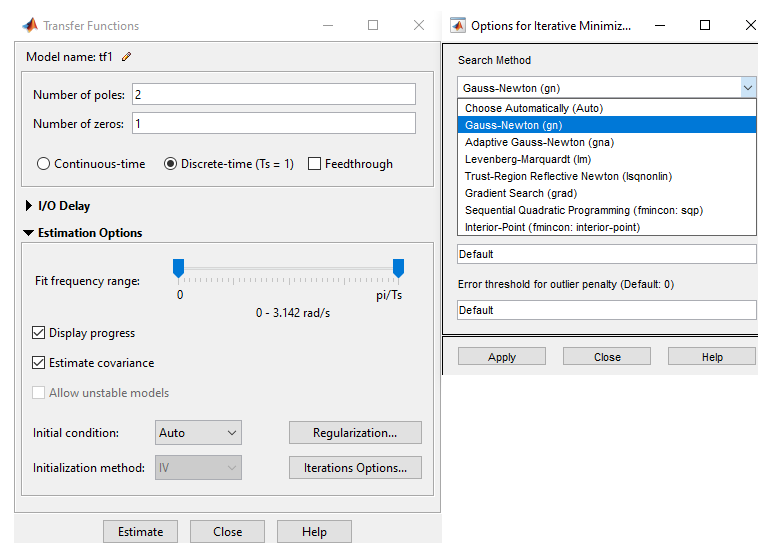 Transfer Functions
Model name: tf1
Number of poles: 2
Number of zeros: 1
Continuous-time Discrete-time (Ts = 1) Feedthrough
I/O Delay
Estimation Options
Fit frequency range:
0 pi/Ts
0 - 3.142 rad/s
Display progress
Estimate covariance
Allow unstable models
Initial condition: Auto Regularization...
Initialization method: IV Iterations Options...
Estimate Close Help
Options for Iterative Minimiz...
Search Method
Gauss-Newton (gn)
Choose Automatically (Auto)
Gauss-Newton (gn)
Adaptive Gauss-Newton (gna)
Levenberg-Marquardt (lm)
Trust-Region Reflective Newton (lsqnonlin)
Gradient Search (grad)
Sequential Quadratic Programming (fmincon: sqp)
Interior-Point (fmincon: interior-point)
Default
Error threshold for outlier penalty (Default: 0)
Default
Apply Close Help